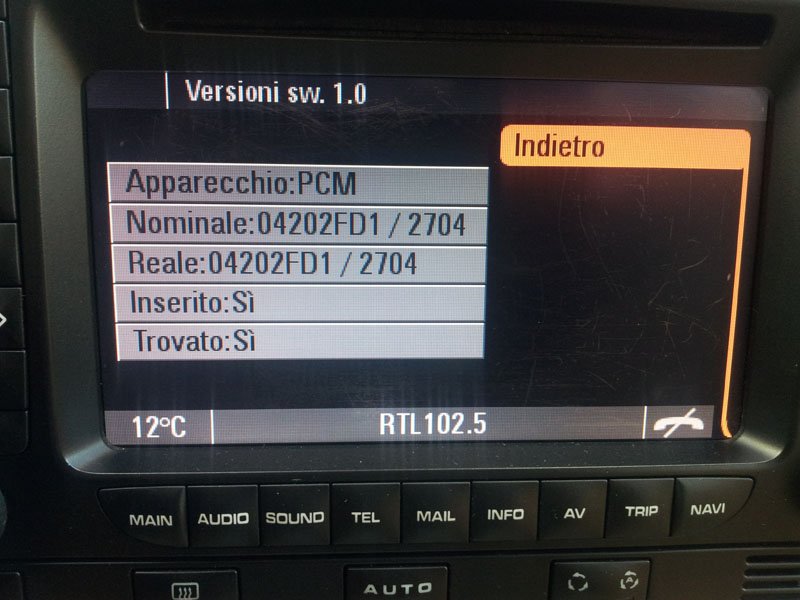 Versioni sw. 1.0
Indietro
Apparecchio:PCM
Nominale:04202FD1 / 2704
Reale:04202FD1 / 2704
Inserito:Sì
Trovato:Sì
12°C RTL102.5
MAIN AUDIO SOUND TEL MAIL INFO AV TRIP NAVI
AUTO